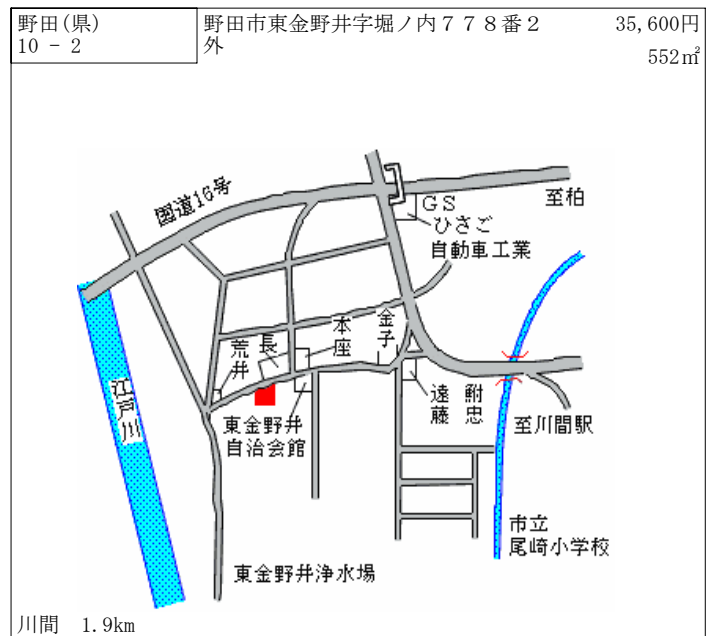 野田(県)
10 - 2
野田市東金野井字堀ノ内７７８番２
外
35,600円
552㎡
国道16号
至柏
ＧＳ
ひさご
自動車工業
江戸川
荒井
長
本座
金子
遠藤
鮒忠
至川間駅
東金野井
自治会館
市立
尾崎小学校
東金野井浄水場
川間　1.9km